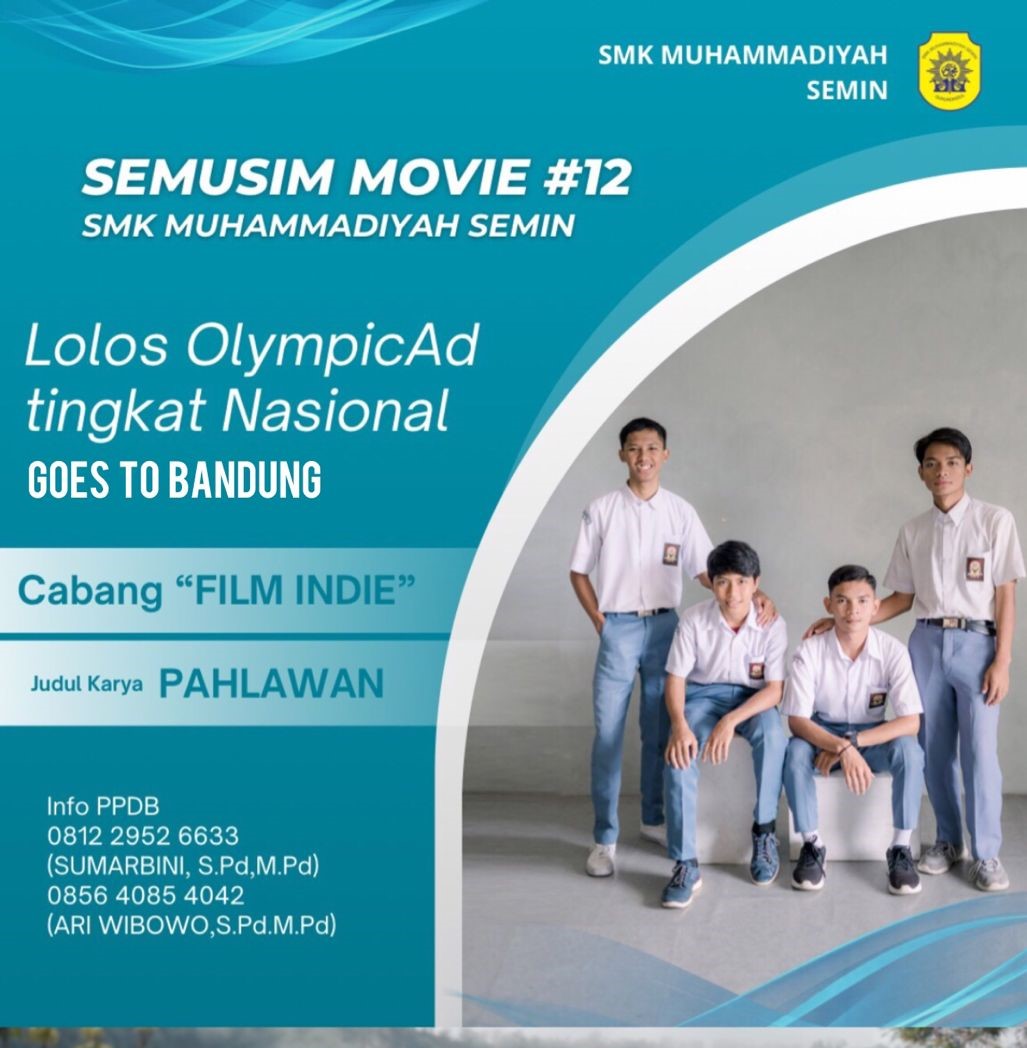 SMK MUHAMMADIYAH
SEMIN
SEMUSIM MOVIE #12
SMK MUHAMMADIYAH SEMIN
Lolos OlympicAd
tingkat Nasional
GOES TO BANDUNG
Cabang “FILM INDIE”
Judul Karya PAHLAWAN
Info PPDB
0812 2952 6633
(SUMARBINI, S.Pd,M.Pd)
0856 4085 4042
(ARI WIBOWO,S.Pd.M.Pd)